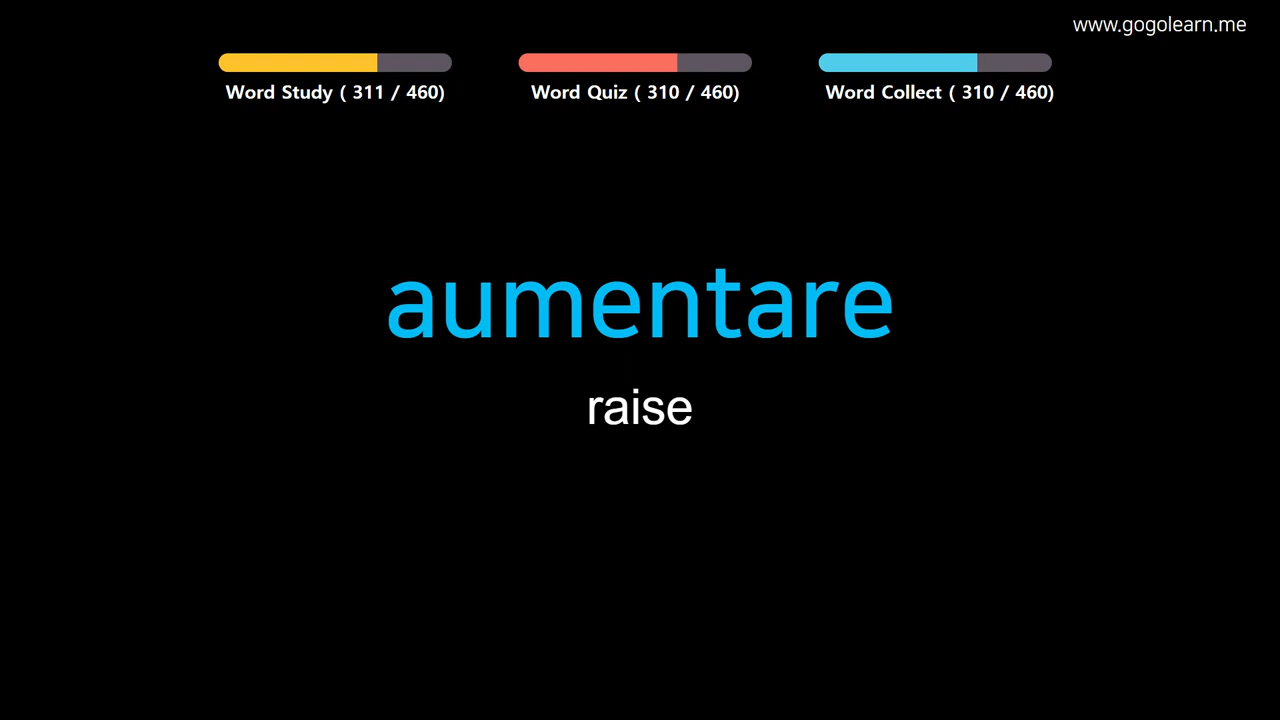 www.gogolearn.me
Word Study ( 311 / 460)
Word Quiz ( 310 / 460)
Word Collect ( 310 / 460)
aumentare
raise